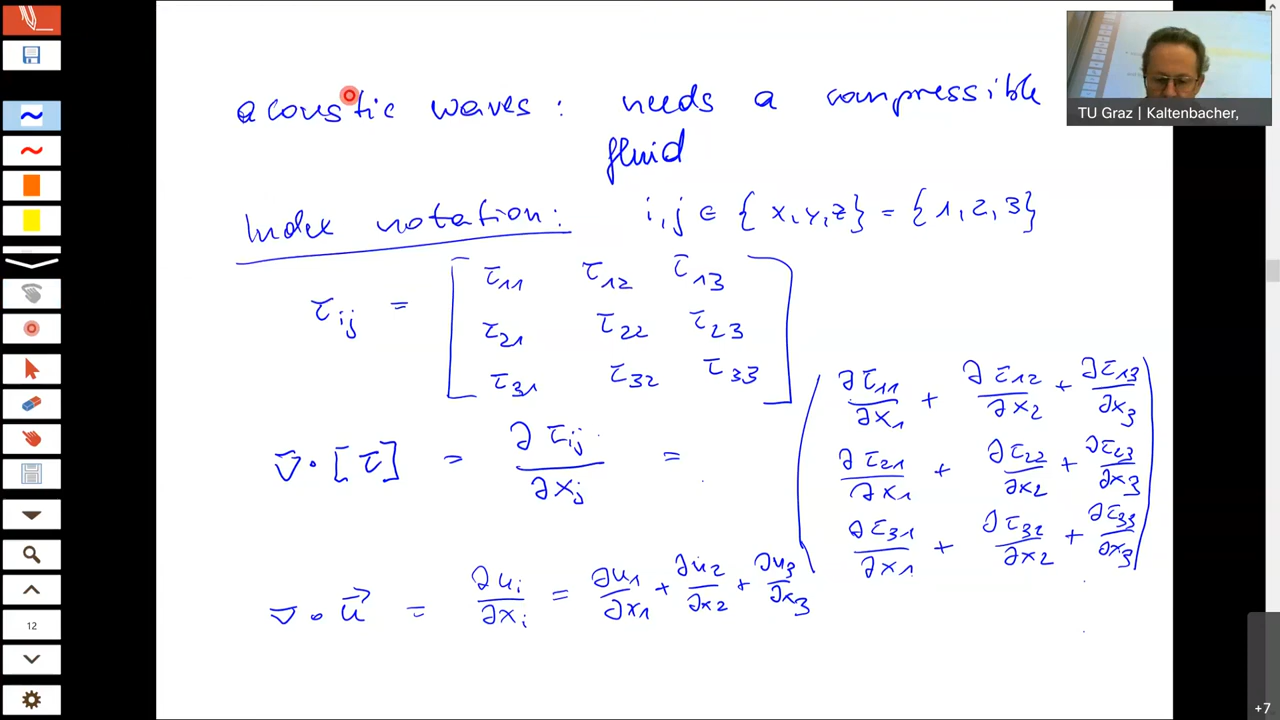 acoustic waves : needs a compressible
fluid
TU Graz | Kaltenbacher,
Index notation: i,j ∈ { x,y,z} = {1,2,3}
τij = [ τ11 τ12 τ13
τ21 τ22 τ23
τ31 τ32 τ33 ]
∇·[τ] = ∂τij/∂xj = ( ∂τ11/∂x1 + ∂τ12/∂x2 + ∂τ13/∂x3
∂τ21/∂x1 + ∂τ22/∂x2 + ∂τ23/∂x3
∂τ31/∂x1 + ∂τ32/∂x2 + ∂τ33/∂x3 )
∇·u⃗ = ∂ui/∂xi = ∂u1/∂x1 + ∂u2/∂x2 + ∂u3/∂x3
12
+7